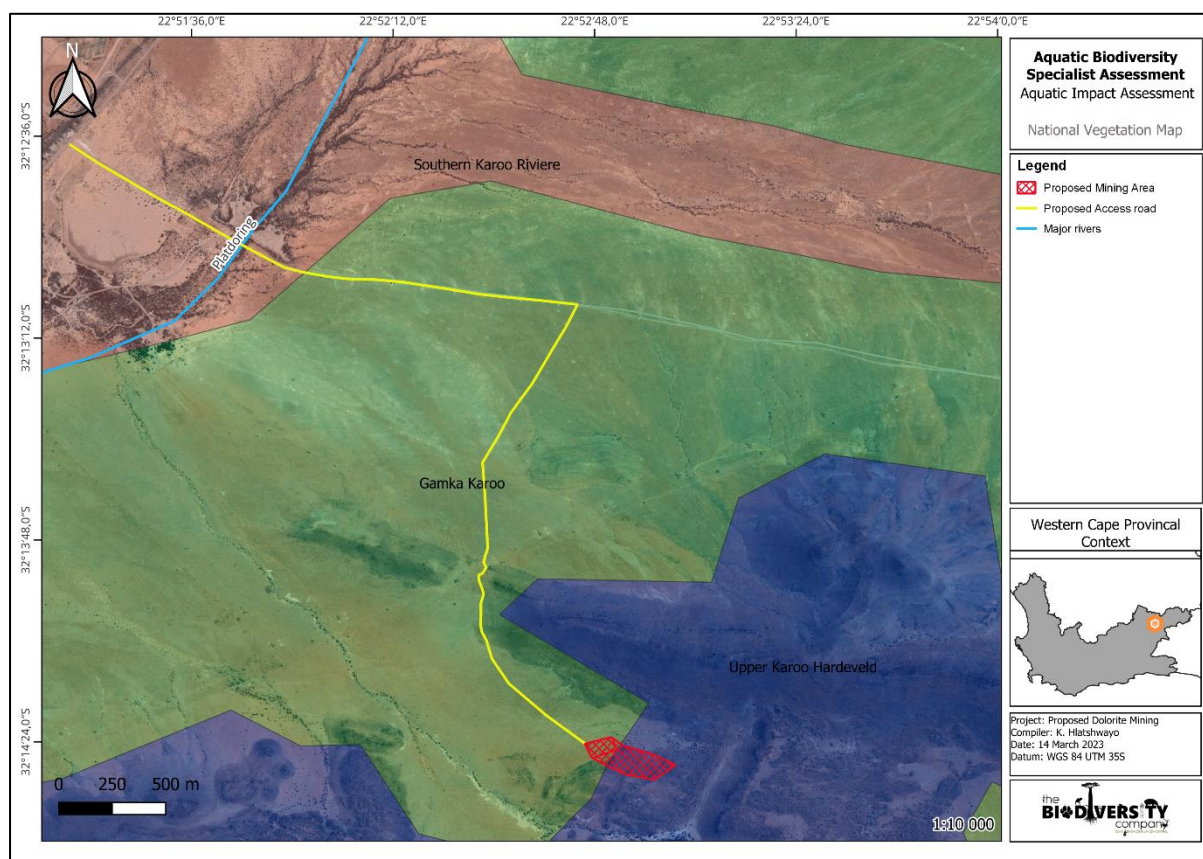 22°51'36,0"E
22°52'12,0"E
22°52'48,0"E
22°53'24,0"E
22°54'0,0"E
N
32°12'36,0"S
32°13'12,0"S
32°13'48,0"S
32°14'24,0"S
Southern Karoo Riviere
Platdoring
Gamka Karoo
Upper Karoo Hardeveld
0 250 500 m
1:10 000
Aquatic Biodversity
Specialist Assessment
Aquatic Impact Assessment
National Vegetation Map
Legend
Proposed Mining Area
Proposed Access road
Major rivers
Western Cape Provincal
Context
Project: Proposed Dolorite Mining
Compiler: K. Hlatshwayo
Date: 14 March 2023
Datum: WGS 84 UTM 35S
the
BIODIVERSITY
company